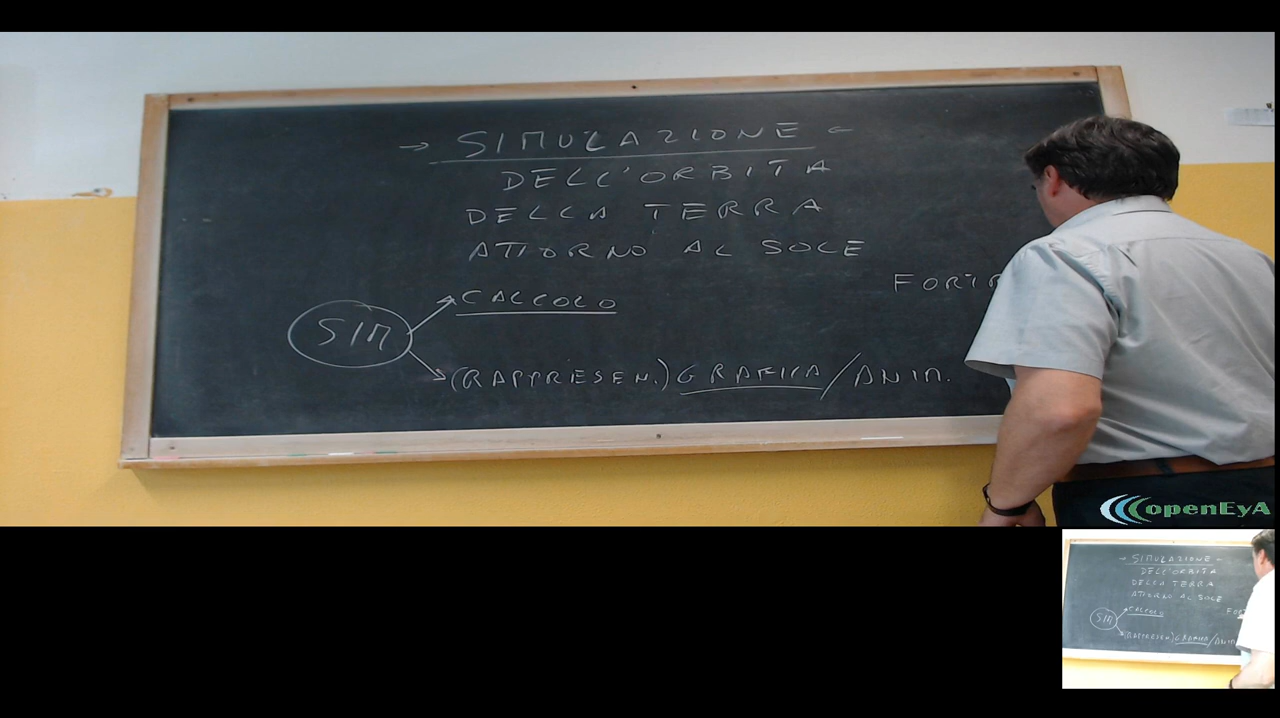 → SIMULAZIONE ←
DELL'ORBITA
DELLA TERRA
ATTORNO AL SOLE
CALCOLO
SIM
(RAPPRESEN.) GRAFICA/ANIM.
openEyA